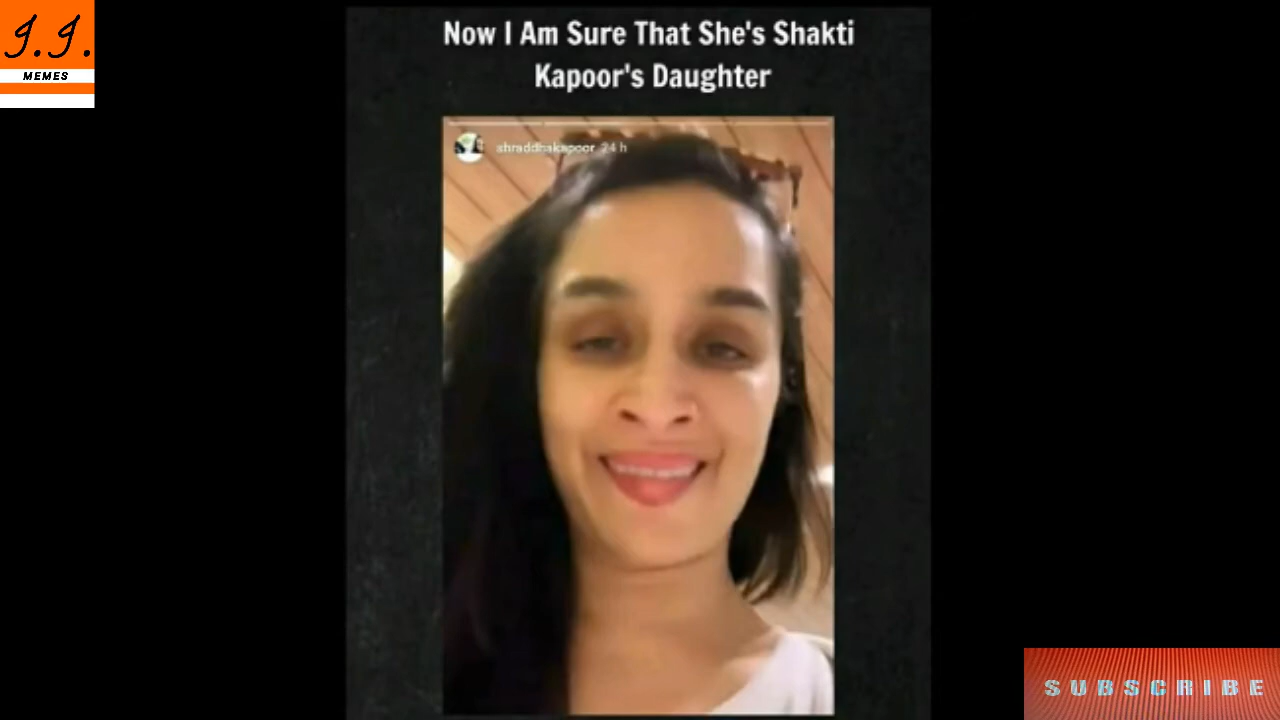 J.J.
MEMES
Now I Am Sure That She's Shakti
Kapoor's Daughter
shraddhakapoor 24 h
SUBSCRIBE